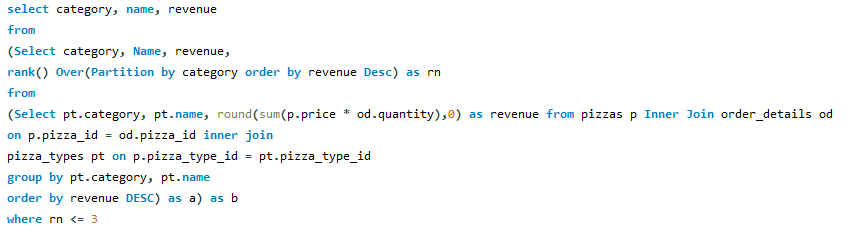 select category, name, revenue
from
(Select category, Name, revenue,
rank() Over(Partition by category order by revenue Desc) as rn
from
(Select pt.category, pt.name, round(sum(p.price * od.quantity),0) as revenue from pizzas p Inner Join order_details od
on p.pizza_id = od.pizza_id inner join
pizza_types pt on p.pizza_type_id = pt.pizza_type_id
group by pt.category, pt.name
order by revenue DESC) as a) as b
where rn <= 3